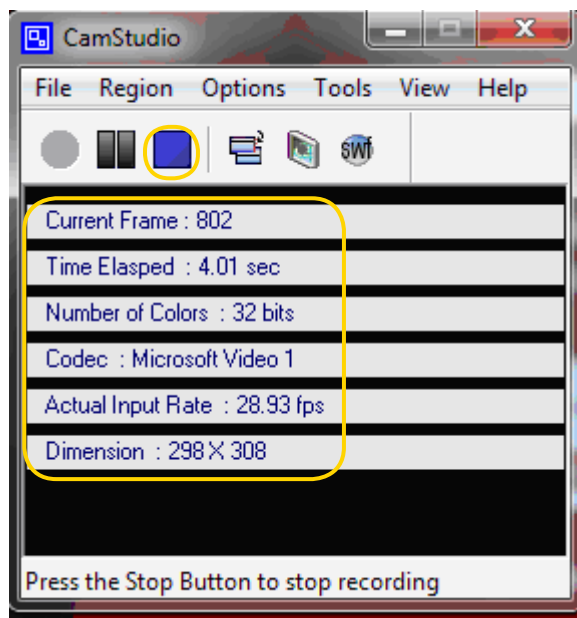 CamStudio
File Region Options Tools View Help
swf
Current Frame : 802
Time Elasped : 4.01 sec
Number of Colors : 32 bits
Codec : Microsoft Video 1
Actual Input Rate : 28.93 fps
Dimension : 298 X 308
Press the Stop Button to stop recording